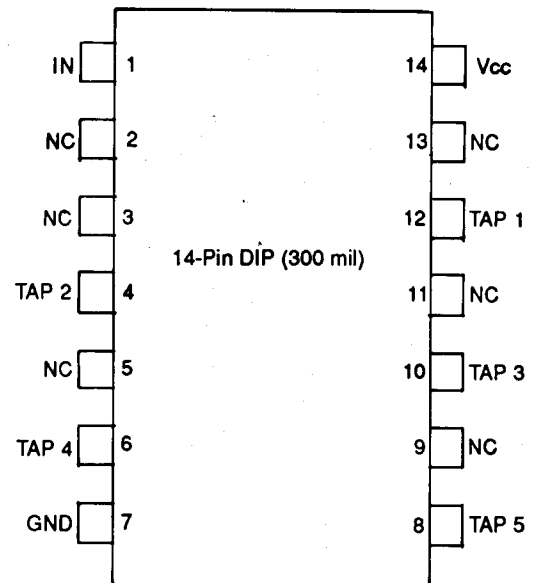 IN 1 14 Vcc
NC 2 13 NC
NC 3 12 TAP 1
14-Pin DIP (300 mil)
TAP 2 4 11 NC
NC 5 10 TAP 3
TAP 4 6 9 NC
GND 7 8 TAP 5